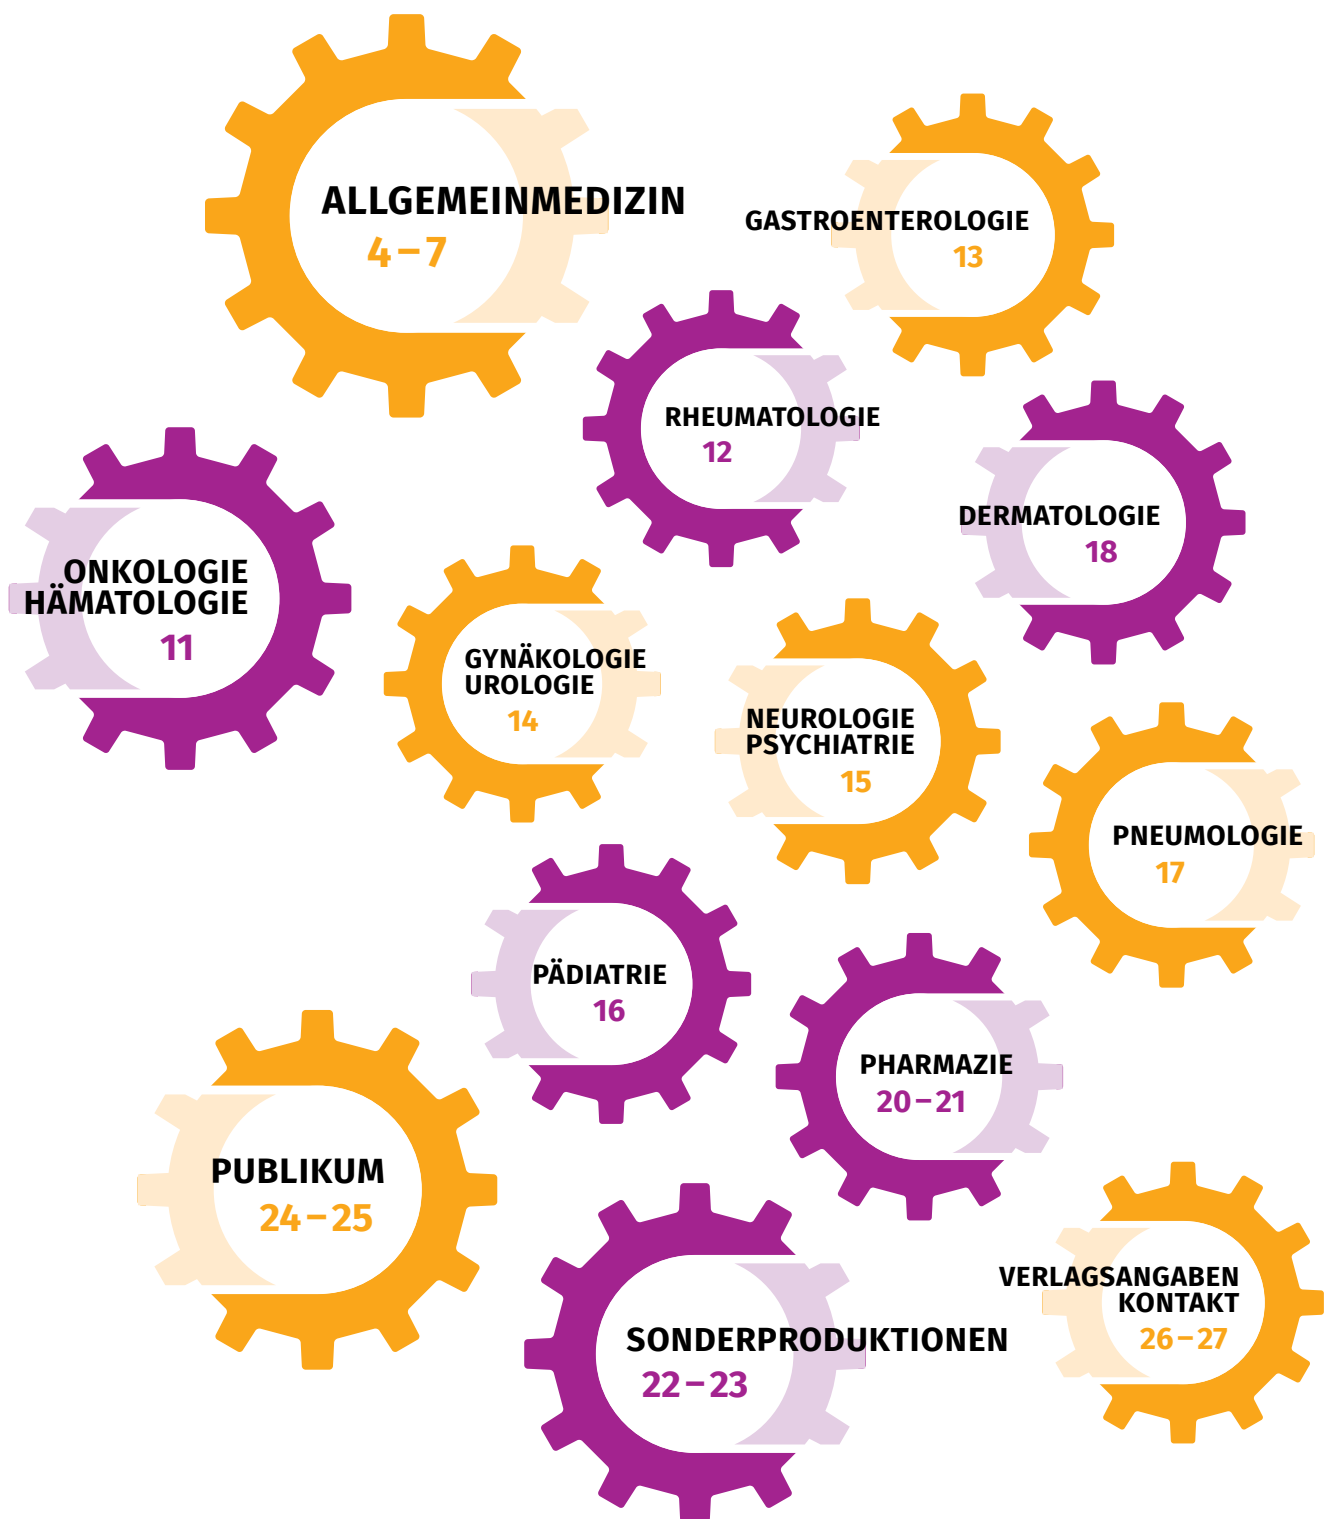 ALLGEMEINMEDIZIN
4–7
GASTROENTEROLOGIE
13
RHEUMATOLOGIE
12
DERMATOLOGIE
18
ONKOLOGIE
HÄMATOLOGIE
11
GYNÄKOLOGIE
UROLOGIE
14
NEUROLOGIE
PSYCHIATRIE
15
PNEUMOLOGIE
17
PÄDIATRIE
16
PHARMAZIE
20–21
PUBLIKUM
24–25
VERLAGSANGABEN
KONTAKT
26–27
SONDERPRODUKTIONEN
22–23